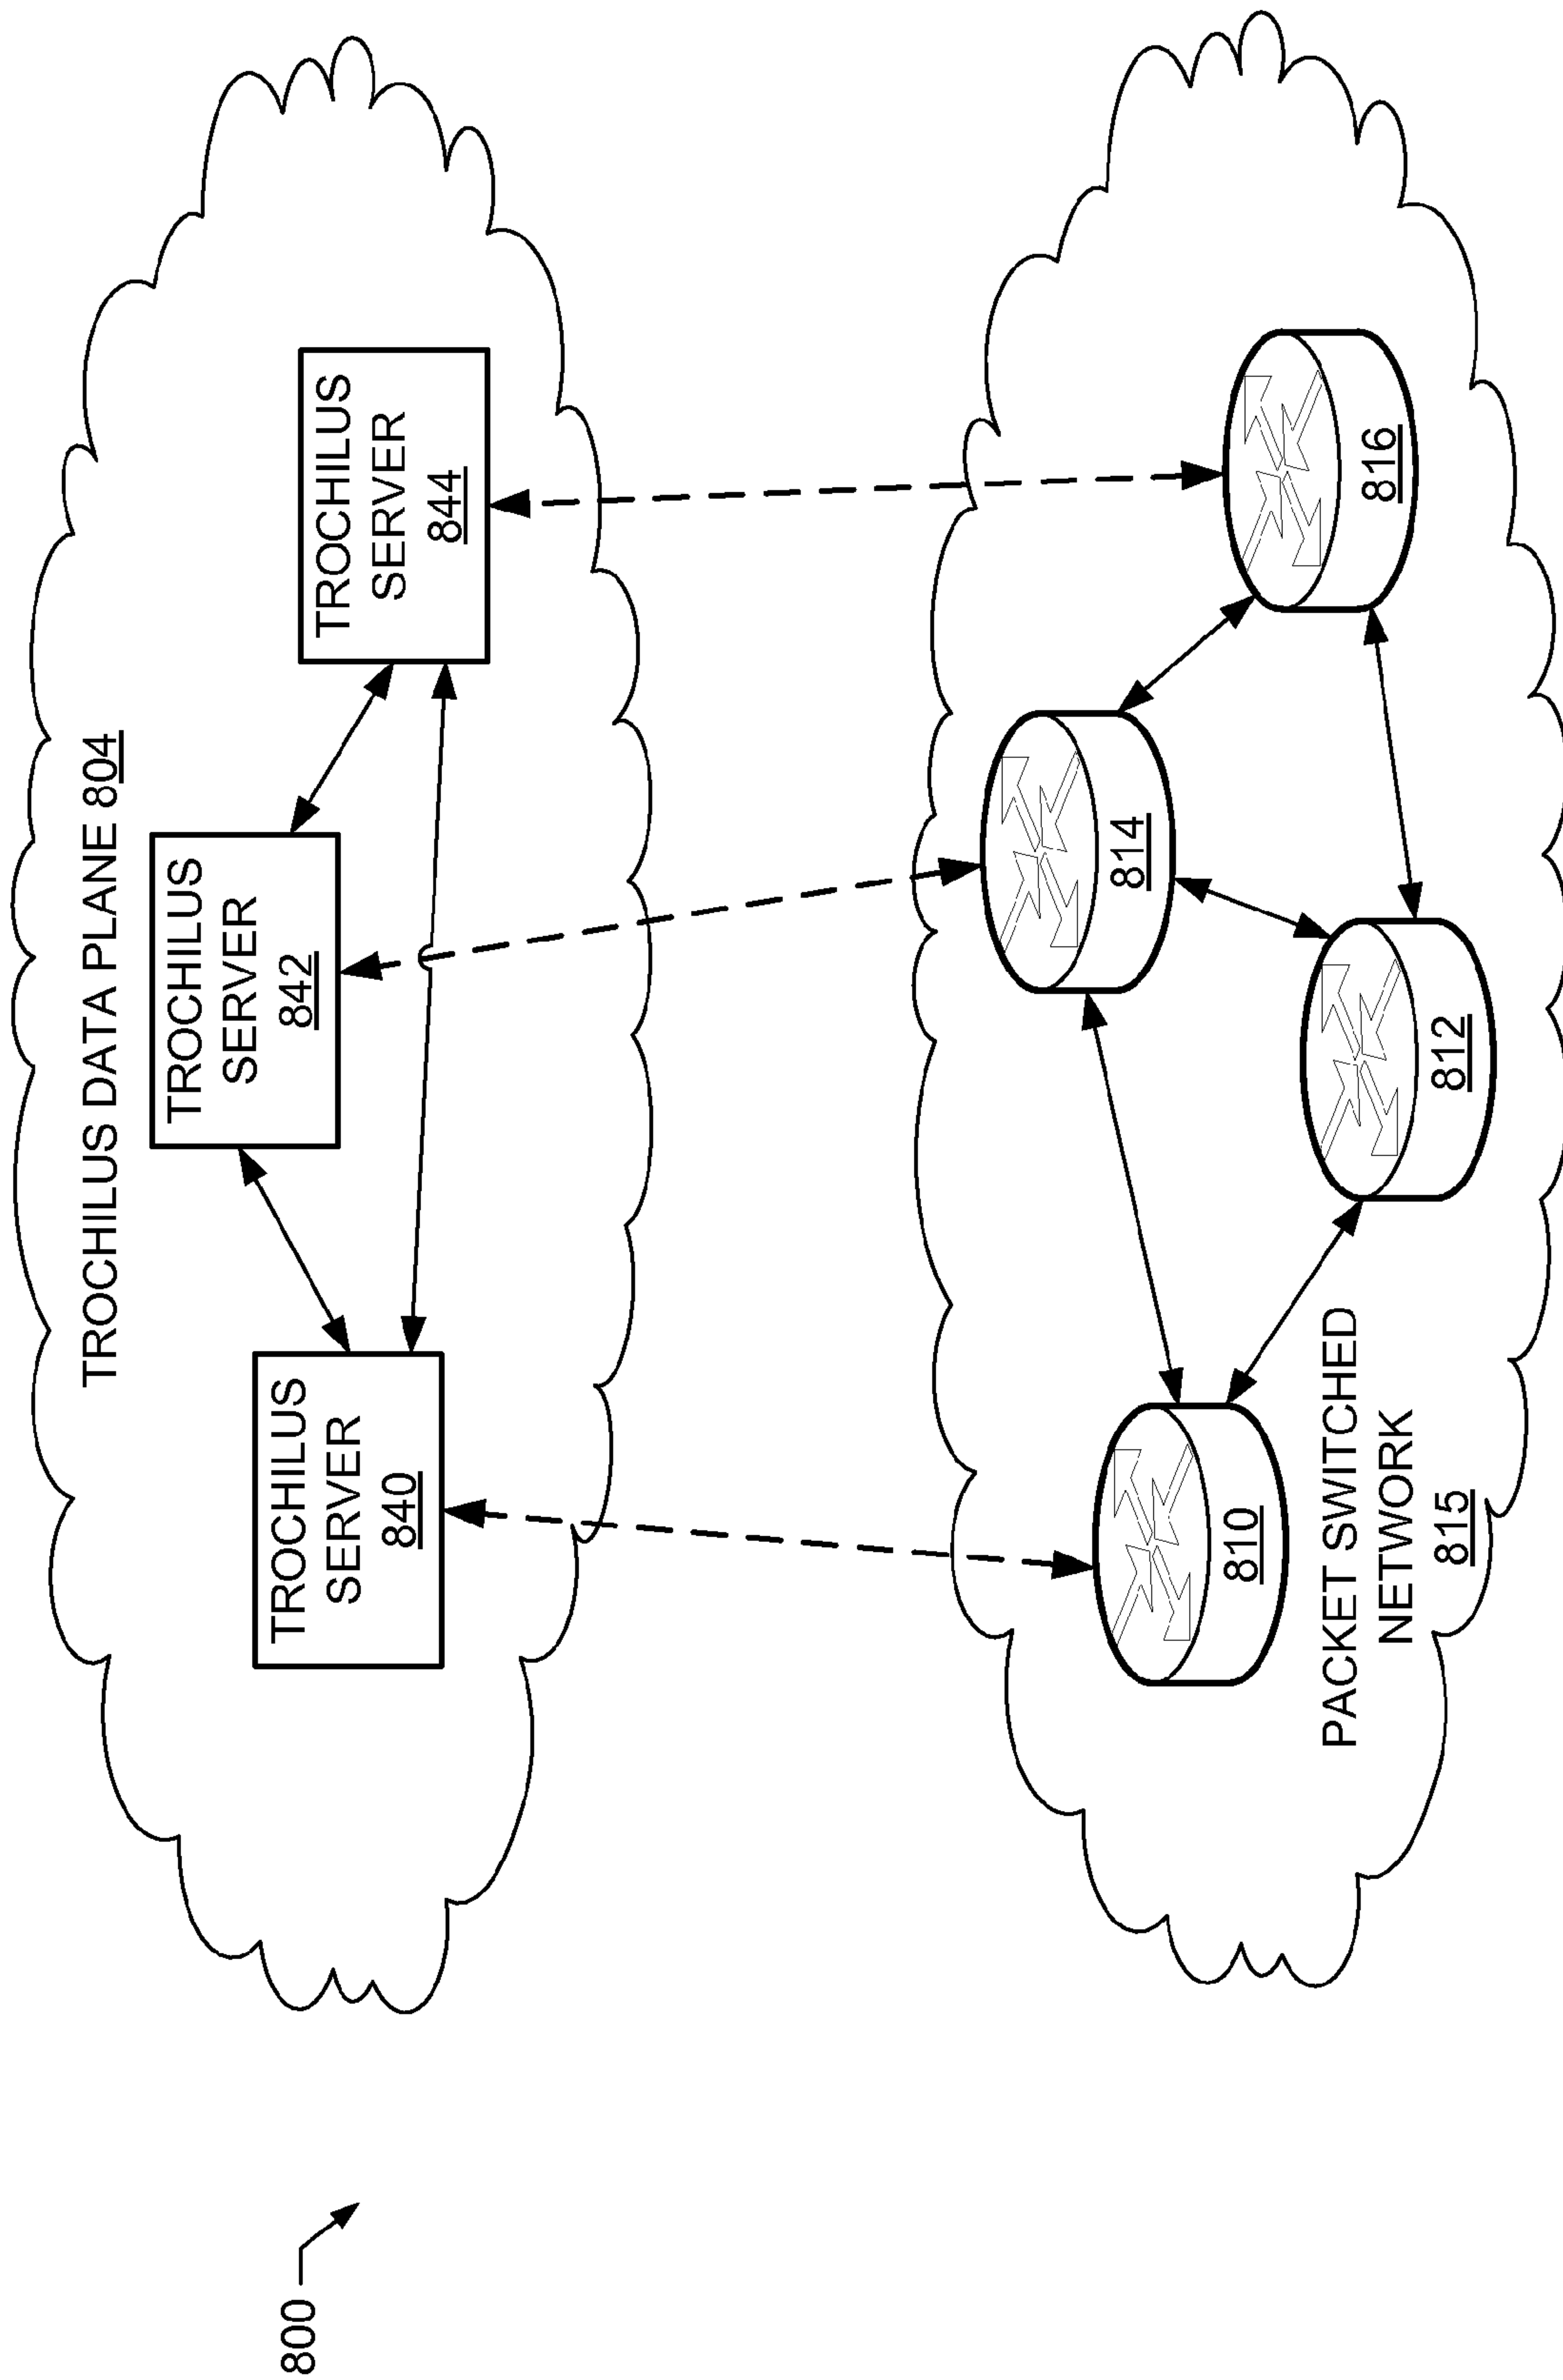 TROCHILUS DATA PLANE 804
TROCHILUS
SERVER
842
TROCHILUS
SERVER
840
TROCHILUS
SERVER
844
800
814
816
810
812
PACKET SWITCHED
NETWORK
815